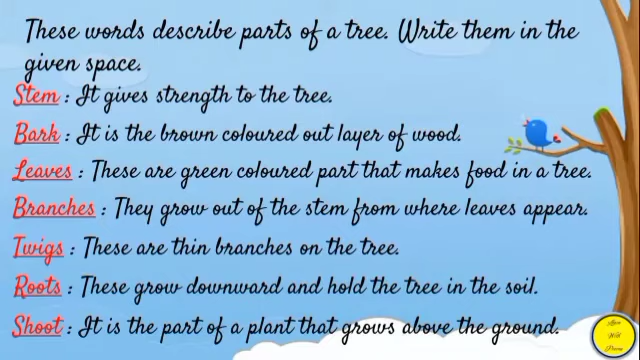 These words describe parts of a tree. Write them in the
given space.
Stem : It gives strength to the tree.
Bark : It is the brown coloured out layer of wood.
Leaves : These are green coloured part that makes food in a tree.
Branches : They grow out of the stem from where leaves appear.
Twigs : These are thin branches on the tree.
Roots : These grow downward and hold the tree in the soil.
Shoot : It is the part of a plant that grows above the ground.